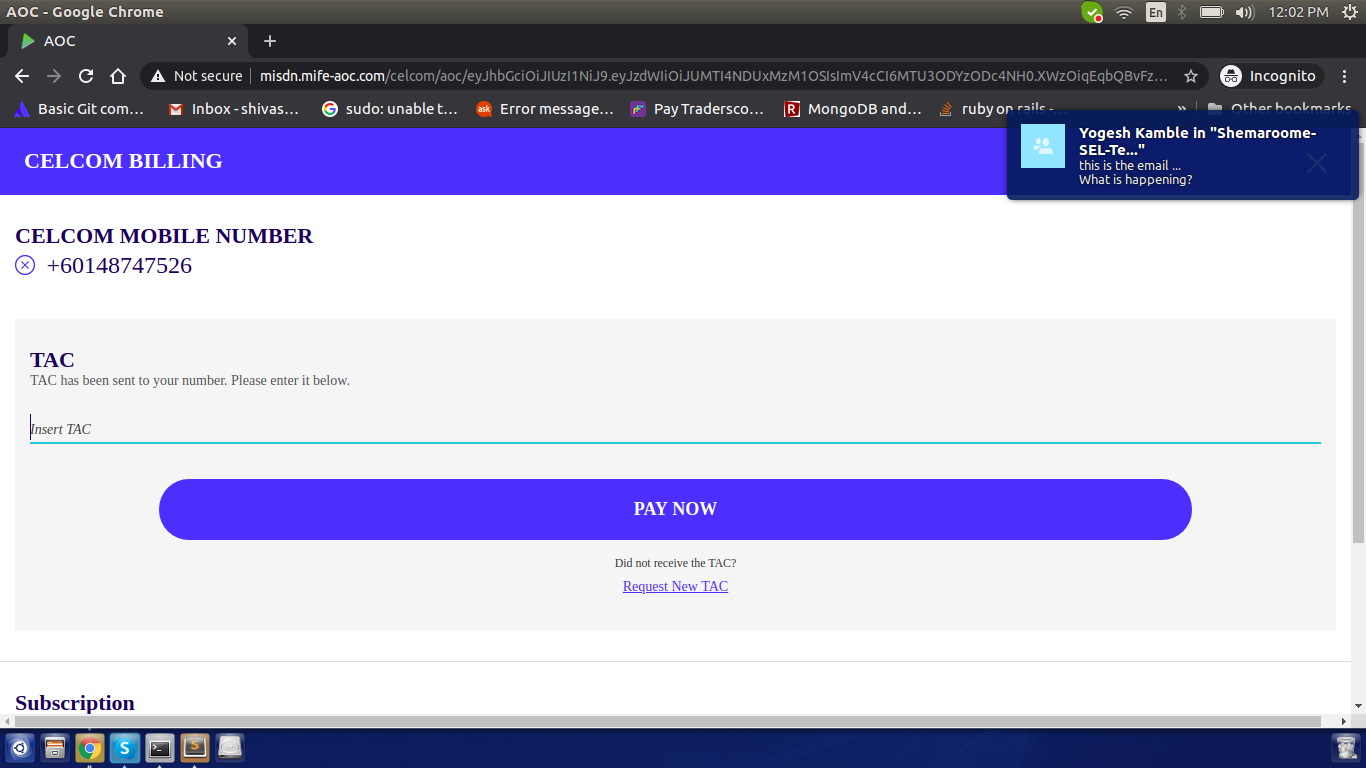 AOC - Google Chrome
En
12:02 PM
AOC
Not secure
misdn.mife-aoc.com/celcom/aoc/eyJhbGciOiJIUzI1NiJ9.eyJzdWIiOiJUMTI4NDUxMzM1OSIsImV4cCI6MTU3ODYzODc4NH0.XWzOiqEqbQBvFz...
Incognito
Basic Git com...
Inbox - shivas...
sudo: unable t...
ask
Error message...
Pay Tradersco...
R
MongoDB and...
ruby on rails -...
»
Other bookmarks
CELCOM BILLING
Yogesh Kamble in "Shemaroome-
SEL-Te..."
this is the email ...
What is happening?
CELCOM MOBILE NUMBER
+60148747526
TAC
TAC has been sent to your number. Please enter it below.
Insert TAC
PAY NOW
Did not receive the TAC?
Request New TAC
Subscription